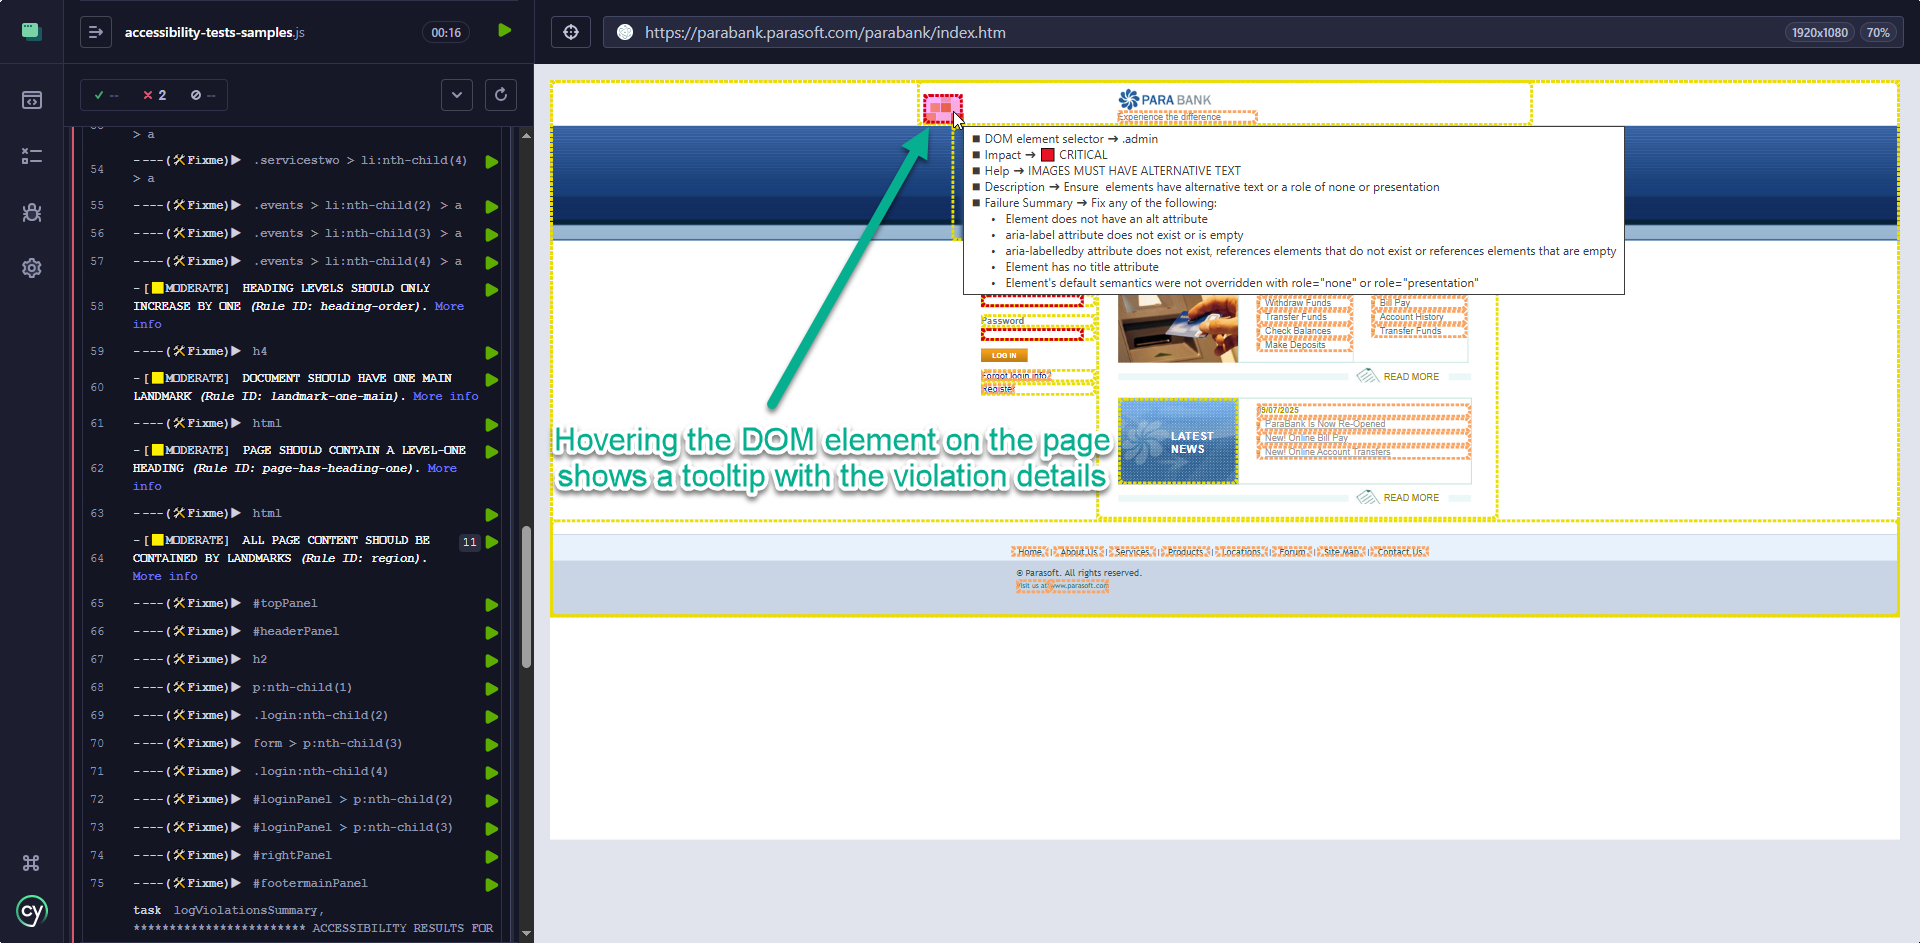 accessibility-tests-samples.js
00:16
https://parabank.parasoft.com/parabank/index.htm
1920x1080
70%
✓ --
✕ 2
⊘ --
> a
54 ----(🛠Fixme)▶ .servicestwo > li:nth-child(4)
> a
55 ----(🛠Fixme)▶ .events > li:nth-child(2) > a
56 ----(🛠Fixme)▶ .events > li:nth-child(3) > a
57 ----(🛠Fixme)▶ .events > li:nth-child(4) > a
-[🟨MODERATE] HEADING LEVELS SHOULD ONLY
58 INCREASE BY ONE (Rule ID: heading-order). More
info
59 ----(🛠Fixme)▶ h4
-[🟨MODERATE] DOCUMENT SHOULD HAVE ONE MAIN
60 LANDMARK (Rule ID: landmark-one-main). More info
61 ----(🛠Fixme)▶ html
-[🟨MODERATE] PAGE SHOULD CONTAIN A LEVEL-ONE
62 HEADING (Rule ID: page-has-heading-one). More
info
63 ----(🛠Fixme)▶ html
-[🟨MODERATE] ALL PAGE CONTENT SHOULD BE 11
64 CONTAINED BY LANDMARKS (Rule ID: region).
More info
65 ----(🛠Fixme)▶ #topPanel
66 ----(🛠Fixme)▶ #headerPanel
67 ----(🛠Fixme)▶ h2
68 ----(🛠Fixme)▶ p:nth-child(1)
69 ----(🛠Fixme)▶ .login:nth-child(2)
70 ----(🛠Fixme)▶ form > p:nth-child(3)
71 ----(🛠Fixme)▶ .login:nth-child(4)
72 ----(🛠Fixme)▶ #loginPanel > p:nth-child(2)
73 ----(🛠Fixme)▶ #loginPanel > p:nth-child(3)
74 ----(🛠Fixme)▶ #rightPanel
75 ----(🛠Fixme)▶ #footermainPanel
task logViolationsSummary,
************************ ACCESSIBILITY RESULTS FOR
cy
PARA BANK
Experience the difference
■ DOM element selector → .admin
■ Impact → 🟥 CRITICAL
■ Help → IMAGES MUST HAVE ALTERNATIVE TEXT
■ Description → Ensure elements have alternative text or a role of none or presentation
■ Failure Summary → Fix any of the following:
• Element does not have an alt attribute
• aria-label attribute does not exist or is empty
• aria-labelledby attribute does not exist, references elements that do not exist or references elements that are empty
• Element has no title attribute
• Element's default semantics were not overridden with role="none" or role="presentation"
Password
LOG IN
Forgot login info?
Register
Withdraw Funds
Transfer Funds
Check Balances
Make Deposits
Bill Pay
Account History
Transfer Funds
READ MORE
Hovering the DOM element on the page
shows a tooltip with the violation details
LATEST
NEWS
09/07/2025
ParaBank Is Now Re-Opened
New! Online Bill Pay
New! Online Account Transfers
READ MORE
Home | About Us | Services | Products | Locations | Forum | Site Map | Contact Us
© Parasoft. All rights reserved.
Visit us at www.parasoft.com